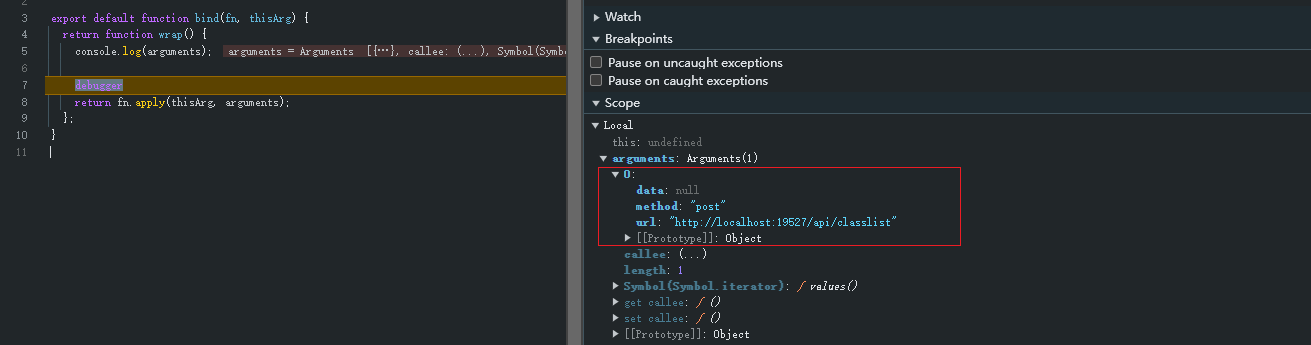 2
3 export default function bind(fn, thisArg) {
4 return function wrap() {
5 console.log(arguments); arguments = Arguments [{…}, callee: (...), Symbol(Symb
6
7 debugger
8 return fn.apply(thisArg, arguments);
9 };
10 }
11
Watch
Breakpoints
Pause on uncaught exceptions
Pause on caught exceptions
Scope
Local
this: undefined
arguments: Arguments(1)
0:
data: null
method: "post"
url: "http://localhost:19527/api/classlist"
[[Prototype]]: Object
callee: (...)
length: 1
Symbol(Symbol.iterator): ƒ values()
get callee: ƒ ()
set callee: ƒ ()
[[Prototype]]: Object